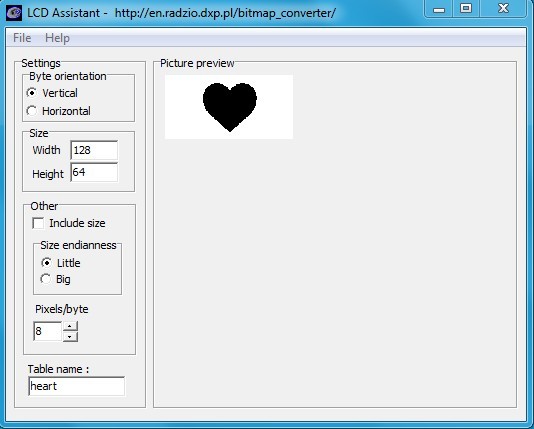 LCD Assistant - http://en.radzio.dxp.pl/bitmap_converter/
File Help
Settings
Byte orientation
Vertical
Horizontal
Size
Width 128
Height 64
Other
Include size
Size endianness
Little
Big
Pixels/byte
8
Table name :
heart
Picture preview